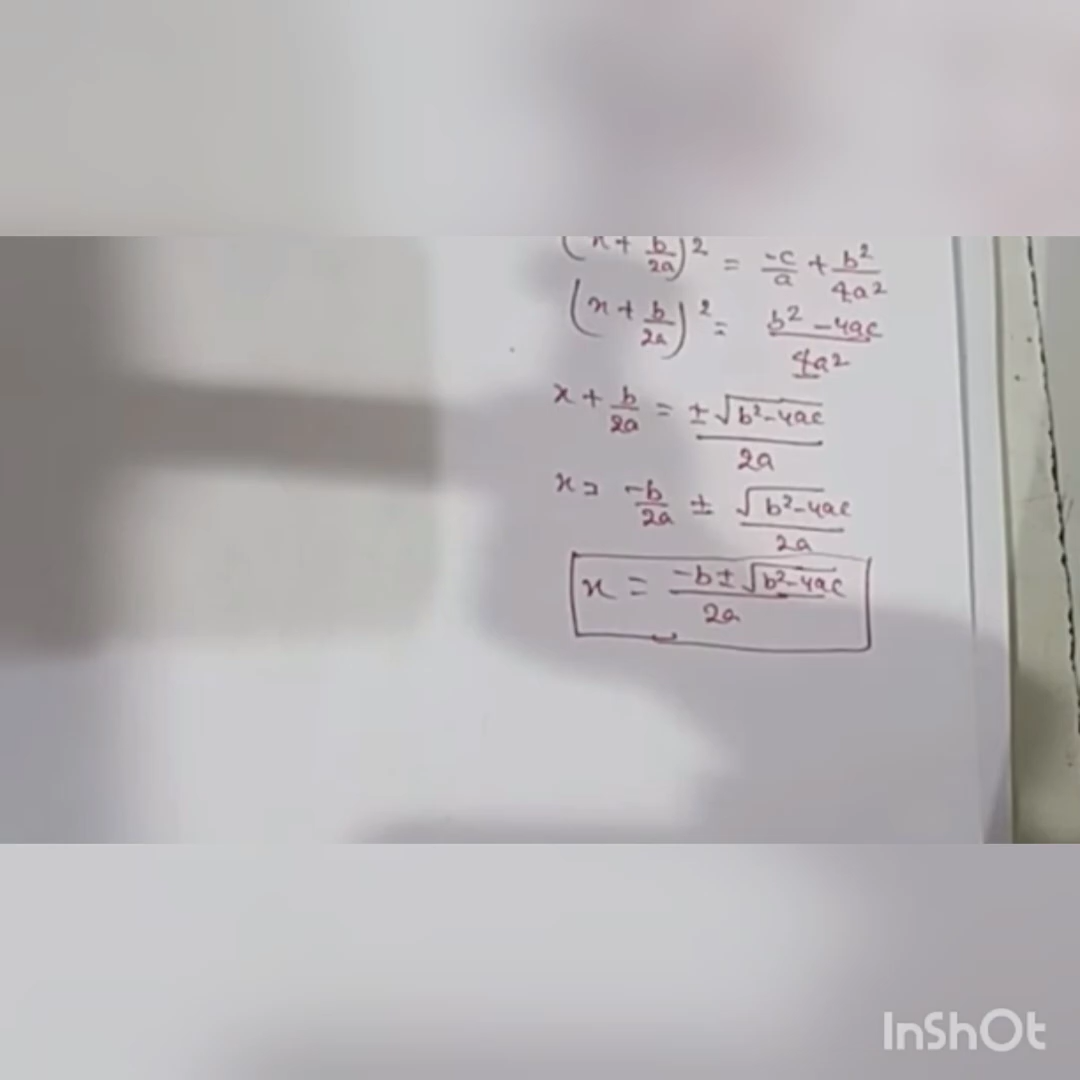 (x + b/2a)² = -c/a + b²/4a²
(x + b/2a)² = b² - 4ac / 4a²
x + b/2a = ±√b²-4ac / 2a
x = -b/2a ± √b²-4ac / 2a
x = -b ± √b²-4ac / 2a
InShOt